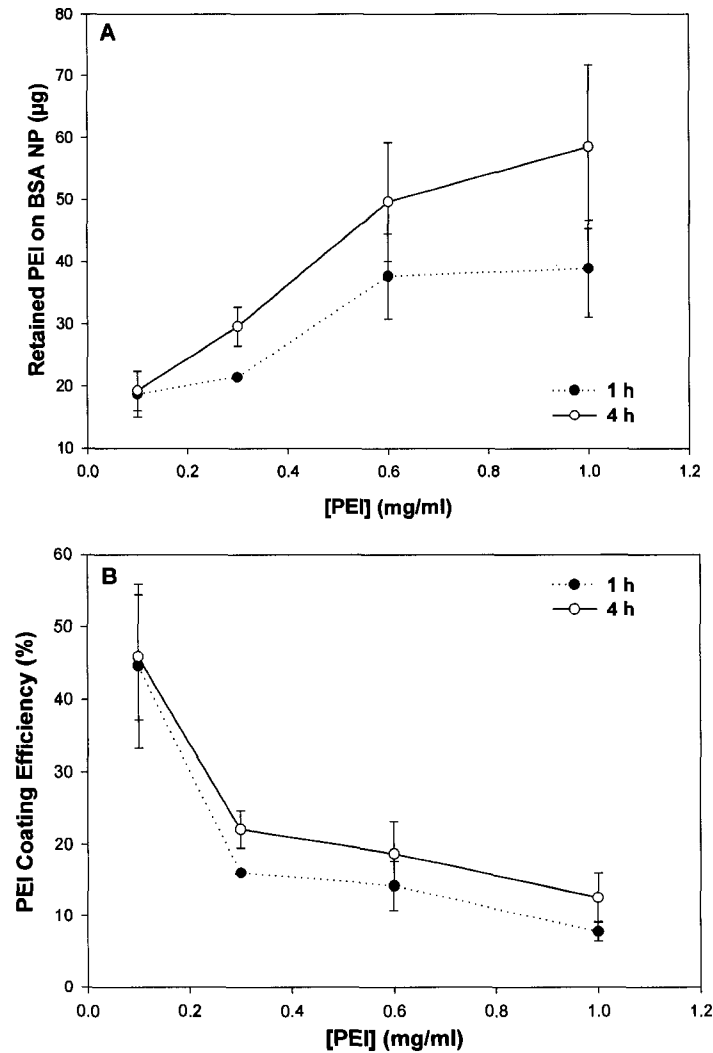 A
80
70
60
50
40
30
20
10
Retained PEI on BSA NP (µg)
1 h
4 h
0.0 0.2 0.4 0.6 0.8 1.0 1.2
[PEI] (mg/ml)
B
60
50
40
30
20
10
0
PEI Coating Efficiency (%)
1 h
4 h
0.0 0.2 0.4 0.6 0.8 1.0 1.2
[PEI] (mg/ml)